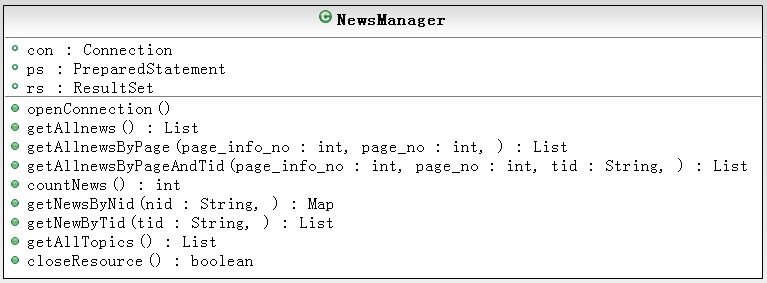 C NewsManager
con : Connection
ps : PreparedStatement
rs : ResultSet
openConnection()
getAllnews() : List
getAllnewsByPage(page_info_no : int, page_no : int, ) : List
getAllnewsByPageAndTid(page_info_no : int, page_no : int, tid : String, ) : List
countNews() : int
getNewsByNid(nid : String, ) : Map
getNewByTid(tid : String, ) : List
getAllTopics() : List
closeResource() : boolean